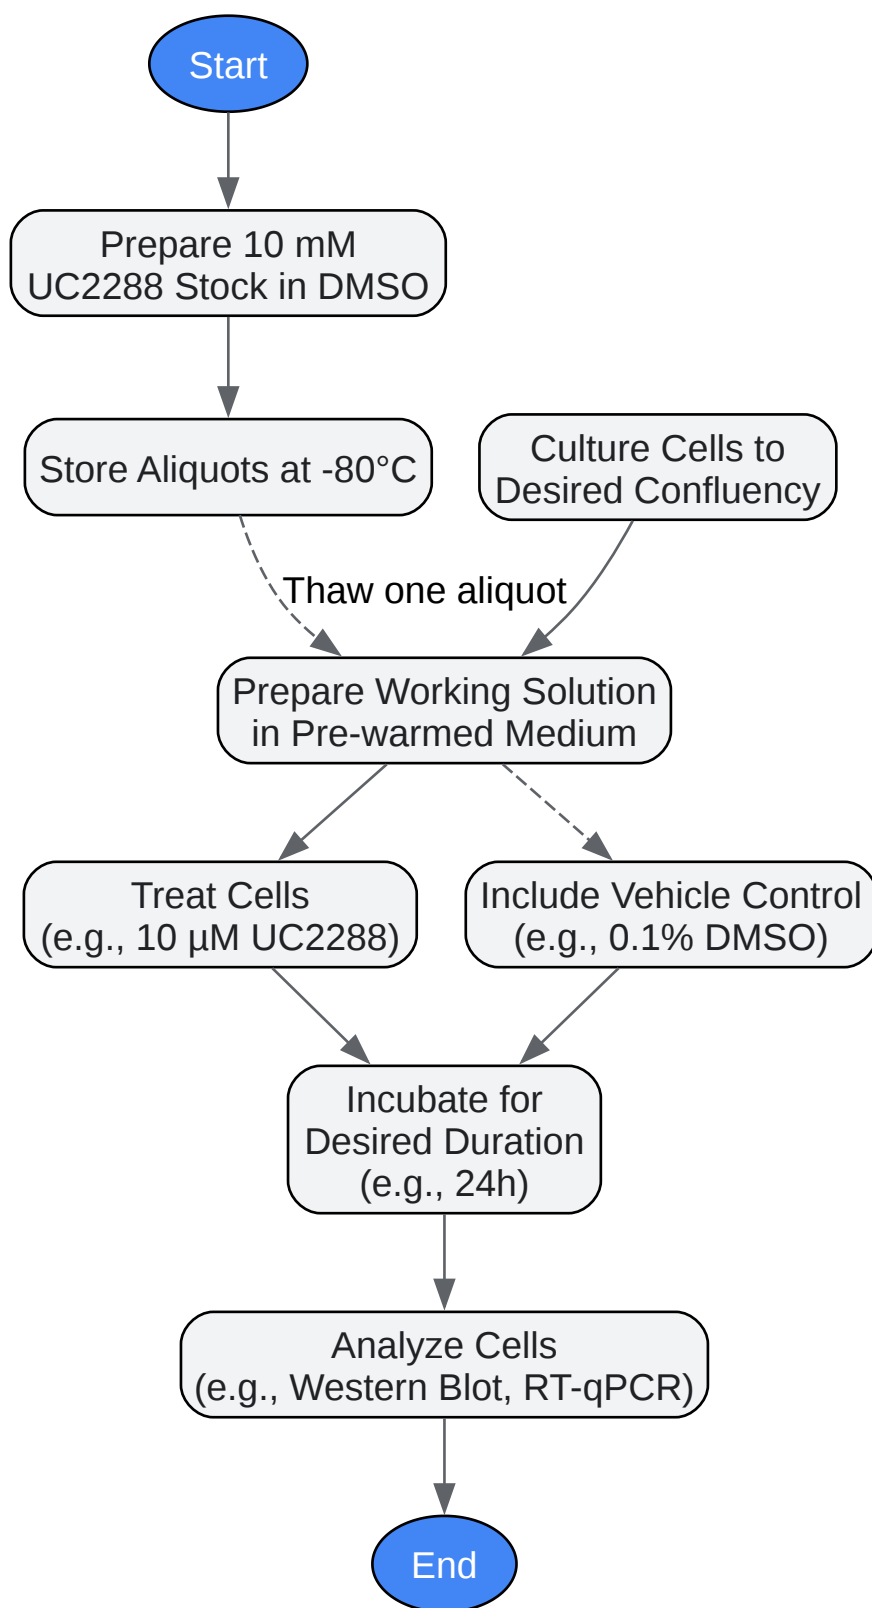 Start
Prepare 10 mM
UC2288 Stock in DMSO
Store Aliquots at -80°C
Culture Cells to
Desired Confluency
Thaw one aliquot
Prepare Working Solution
in Pre-warmed Medium
Treat Cells
(e.g., 10 µM UC2288)
Include Vehicle Control
(e.g., 0.1% DMSO)
Incubate for
Desired Duration
(e.g., 24h)
Analyze Cells
(e.g., Western Blot, RT-qPCR)
End